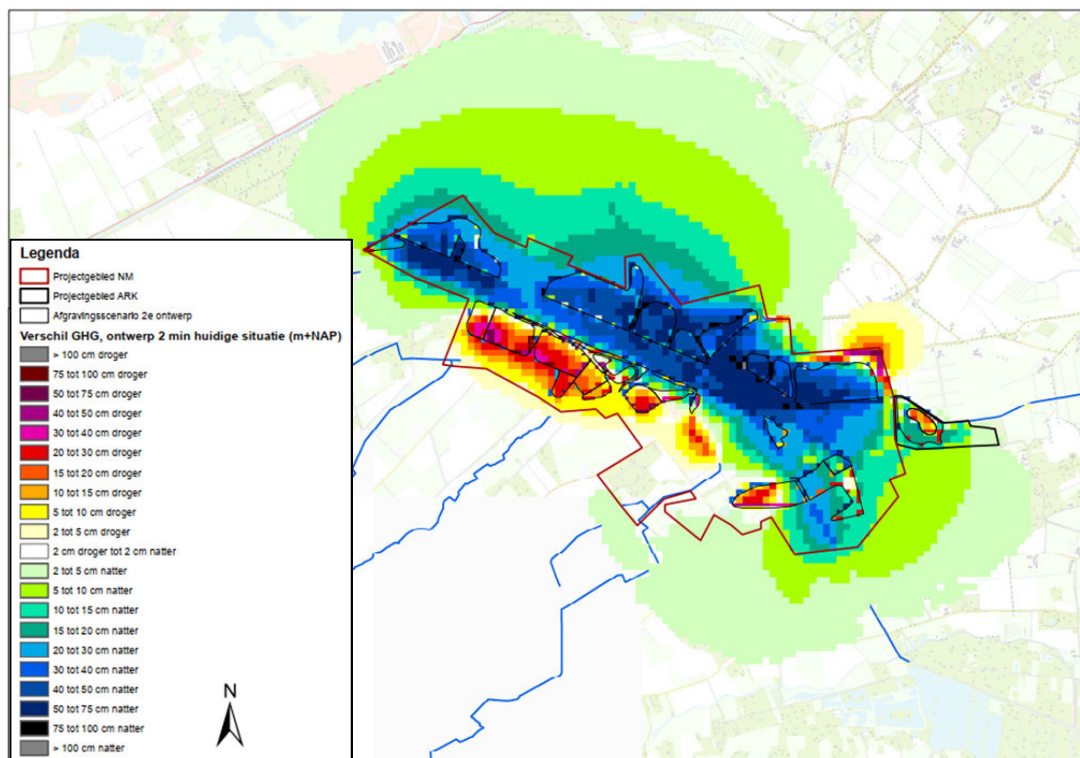 Legenda
Projectgebied NM
Projectgebied ARK
Afgravingsscenario 2e ontwerp
Verschil GHG, ontwerp 2 min huidige situatie (m+NAP)
> 100 cm droger
75 tot 100 cm droger
50 tot 75 cm droger
40 tot 50 cm droger
30 tot 40 cm droger
20 tot 30 cm droger
15 tot 20 cm droger
10 tot 15 cm droger
5 tot 10 cm droger
2 tot 5 cm droger
2 cm droger tot 2 cm natter
2 tot 5 cm natter
5 tot 10 cm natter
10 tot 15 cm natter
15 tot 20 cm natter
20 tot 30 cm natter
30 tot 40 cm natter
40 tot 50 cm natter
50 tot 75 cm natter
75 tot 100 cm natter
> 100 cm natter
N